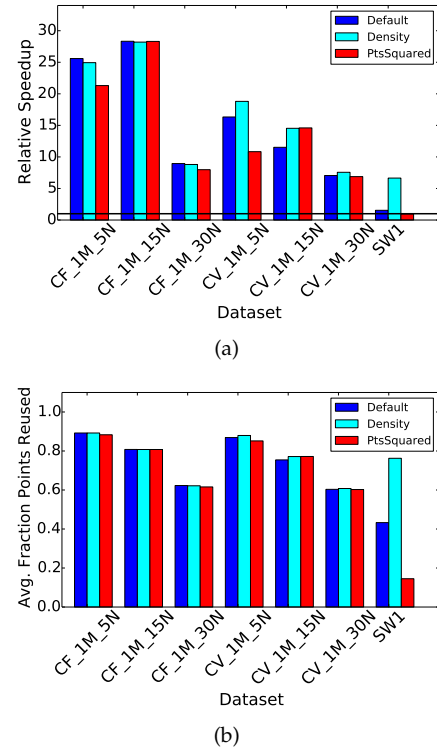 Default
Density
PtsSquared
30
25
20
15
10
5
0
Relative Speedup
CF_1M_5N
CF_1M_15N
CF_1M_30N
CV_1M_5N
CV_1M_15N
CV_1M_30N
SW1
Dataset
(a)
Default
Density
PtsSquared
1.0
0.8
0.6
0.4
0.2
0.0
Avg. Fraction Points Reused
CF_1M_5N
CF_1M_15N
CF_1M_30N
CV_1M_5N
CV_1M_15N
CV_1M_30N
SW1
Dataset
(b)